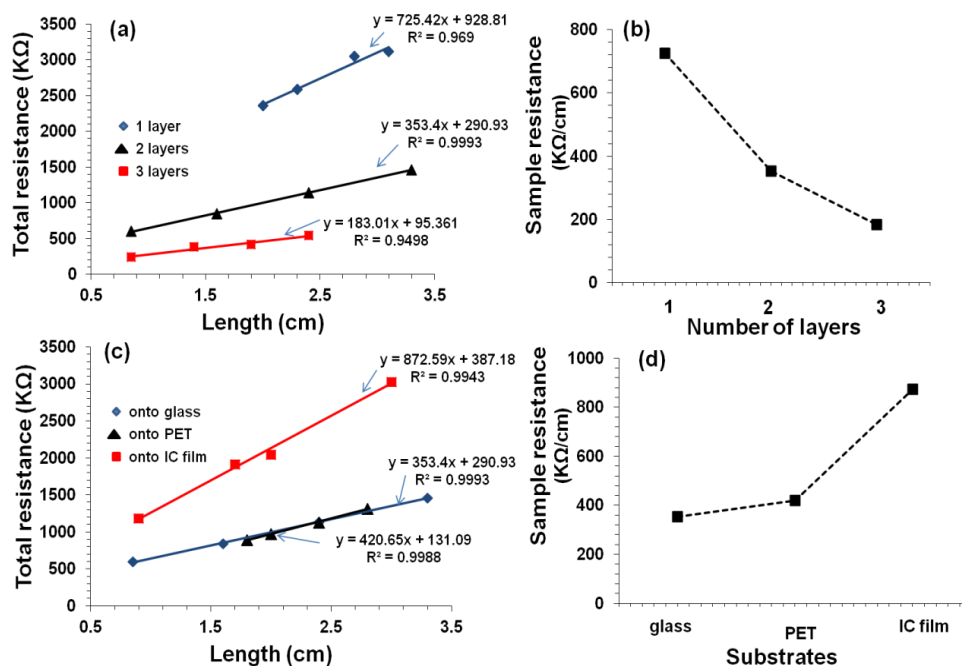 (a)
Total resistance (KΩ)
3500
3000
2500
2000
1500
1000
500
0
y = 725.42x + 928.81
R² = 0.969
1 layer
2 layers
3 layers
y = 353.4x + 290.93
R² = 0.9993
y = 183.01x + 95.361
R² = 0.9498
0.5
1.5
2.5
3.5
Length (cm)
(b)
Sample resistance
(KΩ/cm)
800
600
400
200
0
1
2
3
Number of layers
(c)
Total resistance (KΩ)
3500
3000
2500
2000
1500
1000
500
0
y = 872.59x + 387.18
R² = 0.9943
onto glass
onto PET
onto IC film
y = 353.4x + 290.93
R² = 0.9993
y = 420.65x + 131.09
R² = 0.9988
0.5
1.5
2.5
3.5
Length (cm)
(d)
Sample resistance
(KΩ/cm)
1000
800
600
400
200
0
glass
PET
IC film
Substrates